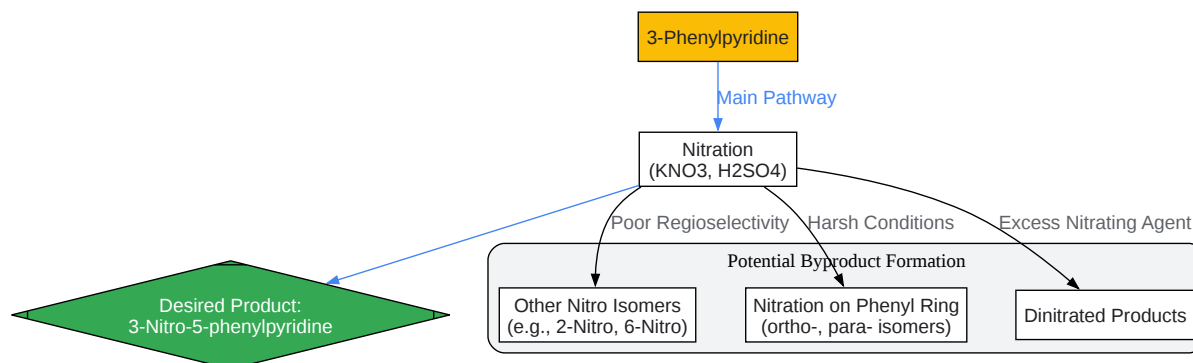 3-Phenylpyridine
Main Pathway
Nitration
(KNO3, H2SO4)
Poor Regioselectivity
Harsh Conditions
Excess Nitrating Agent
Potential Byproduct Formation
Desired Product:
3-Nitro-5-phenylpyridine
Other Nitro Isomers
(e.g., 2-Nitro, 6-Nitro)
Nitration on Phenyl Ring
(ortho-, para- isomers)
Dinitrated Products